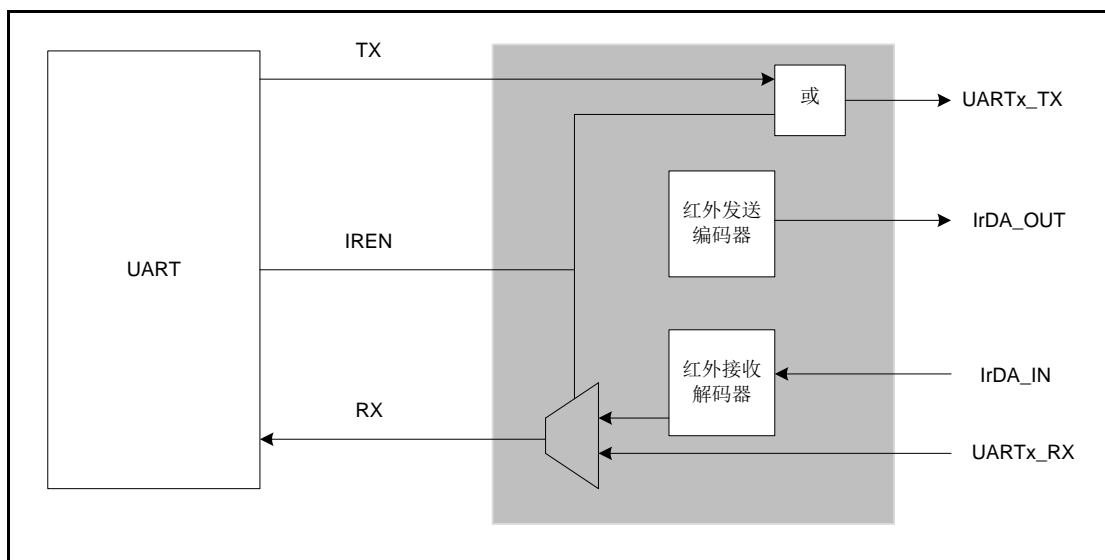 TX
或
UARTx_TX
红外发送
编码器
IrDA_OUT
IREN
UART
红外接收
解码器
IrDA_IN
RX
UARTx_RX